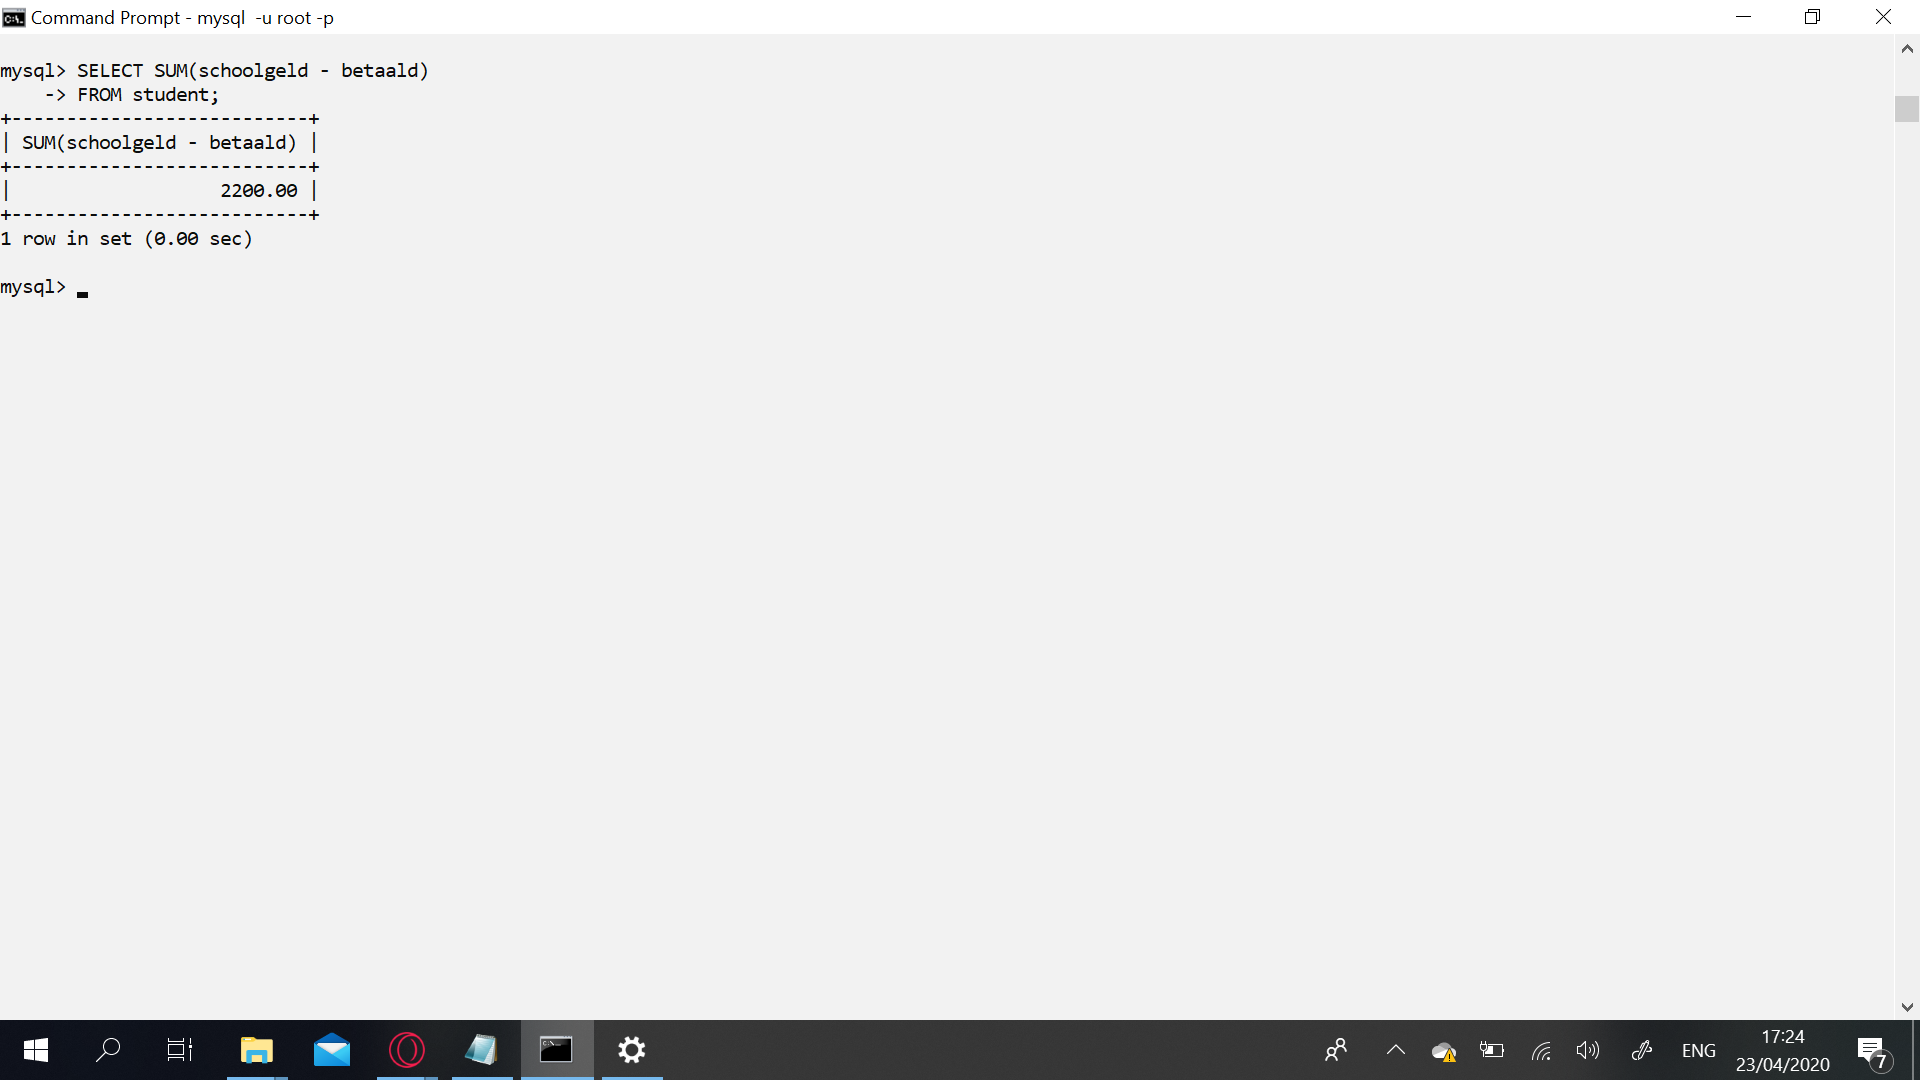 Command Prompt - mysql  -u root -p
mysql> SELECT SUM(schoolgeld - betaald)
    -> FROM student;
+---------------------------+
| SUM(schoolgeld - betaald) |
+---------------------------+
|                   2200.00 |
+---------------------------+
1 row in set (0.00 sec)
mysql>
ENG
17:24
23/04/2020
7